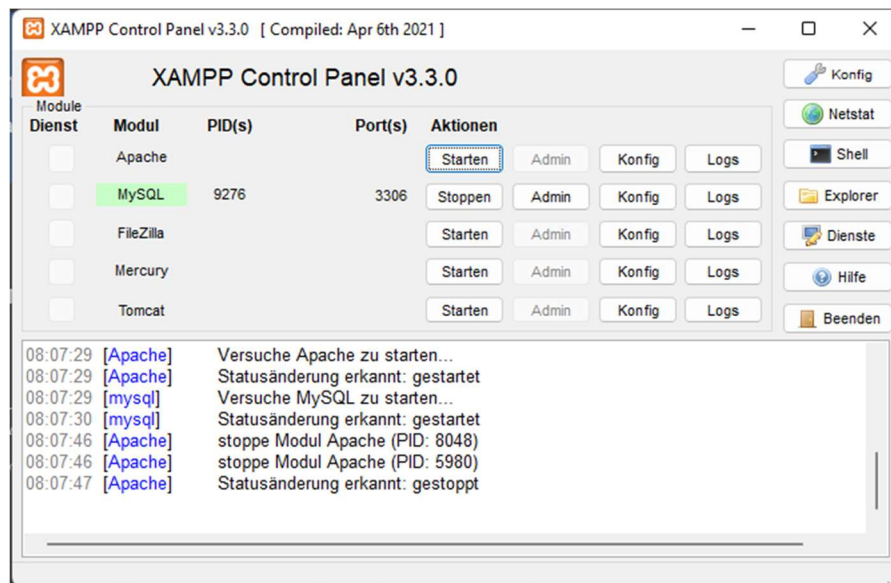 XAMPP Control Panel v3.3.0 [ Compiled: Apr 6th 2021 ]
XAMPP Control Panel v3.3.0
Konfig
Module
Dienst Modul PID(s) Port(s) Aktionen
Netstat
Apache Starten Admin Konfig Logs
Shell
MySQL 9276 3306 Stoppen Admin Konfig Logs
Explorer
FileZilla Starten Admin Konfig Logs
Dienste
Mercury Starten Admin Konfig Logs
Hilfe
Tomcat Starten Admin Konfig Logs
Beenden
08:07:29 [Apache] Versuche Apache zu starten...
08:07:29 [Apache] Statusänderung erkannt: gestartet
08:07:29 [mysql] Versuche MySQL zu starten...
08:07:30 [mysql] Statusänderung erkannt: gestartet
08:07:46 [Apache] stoppe Modul Apache (PID: 8048)
08:07:46 [Apache] stoppe Modul Apache (PID: 5980)
08:07:47 [Apache] Statusänderung erkannt: gestoppt